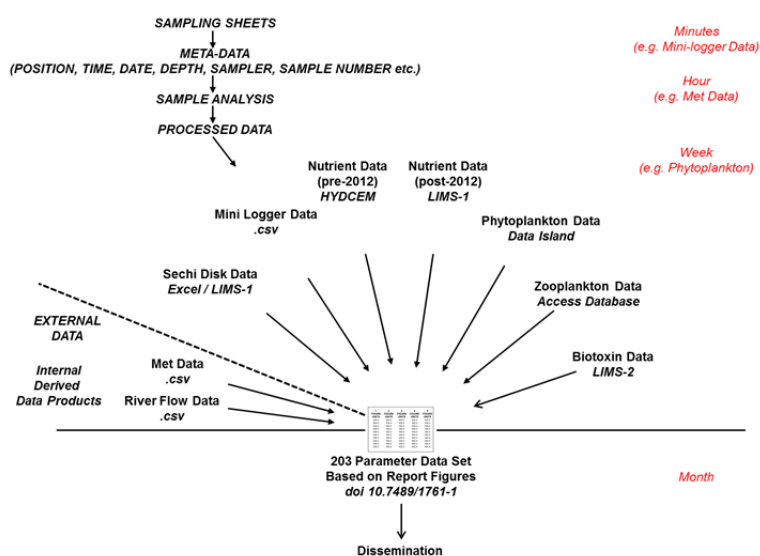 SAMPLING SHEETS
META-DATA
(POSITION, TIME, DATE, DEPTH, SAMPLER, SAMPLE NUMBER etc.)
SAMPLE ANALYSIS
PROCESSED DATA
Minutes
(e.g. Mini-logger Data)
Hour
(e.g. Met Data)
Week
(e.g. Phytoplankton)
Nutrient Data
(pre-2012)
HYDCEM
Nutrient Data
(post-2012)
LIMS-1
Mini Logger Data
.csv
Phytoplankton Data
Data Island
Sechi Disk Data
Excel / LIMS-1
Zooplankton Data
Access Database
EXTERNAL
DATA
Internal
Derived
Data Products
Met Data
.csv
River Flow Data
.csv
Biotoxin Data
LIMS-2
203 Parameter Data Set
Based on Report Figures
doi 10.7489/1761-1
Month
Dissemination